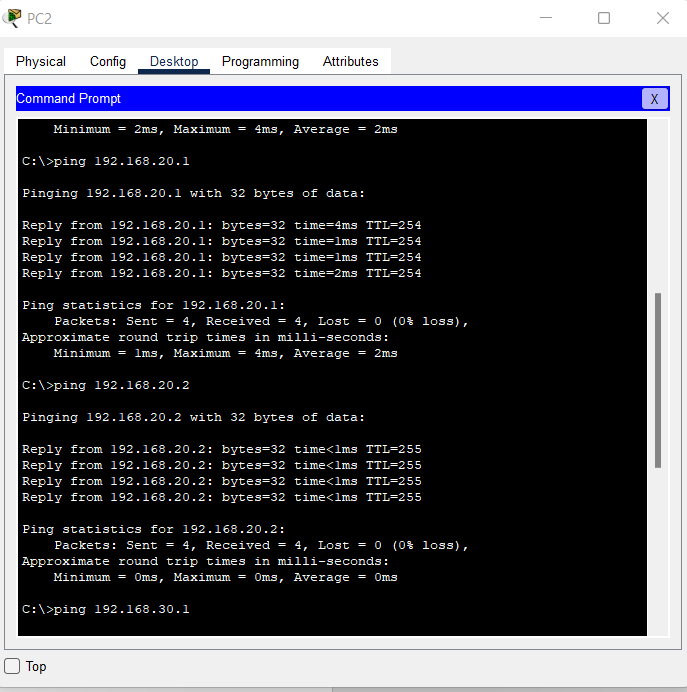 PC2
Physical Config Desktop Programming Attributes
Command Prompt
X
Minimum = 2ms, Maximum = 4ms, Average = 2ms
C:\>ping 192.168.20.1
Pinging 192.168.20.1 with 32 bytes of data:
Reply from 192.168.20.1: bytes=32 time=4ms TTL=254
Reply from 192.168.20.1: bytes=32 time=1ms TTL=254
Reply from 192.168.20.1: bytes=32 time=1ms TTL=254
Reply from 192.168.20.1: bytes=32 time=2ms TTL=254
Ping statistics for 192.168.20.1:
Packets: Sent = 4, Received = 4, Lost = 0 (0% loss),
Approximate round trip times in milli-seconds:
Minimum = 1ms, Maximum = 4ms, Average = 2ms
C:\>ping 192.168.20.2
Pinging 192.168.20.2 with 32 bytes of data:
Reply from 192.168.20.2: bytes=32 time<1ms TTL=255
Reply from 192.168.20.2: bytes=32 time<1ms TTL=255
Reply from 192.168.20.2: bytes=32 time<1ms TTL=255
Reply from 192.168.20.2: bytes=32 time<1ms TTL=255
Ping statistics for 192.168.20.2:
Packets: Sent = 4, Received = 4, Lost = 0 (0% loss),
Approximate round trip times in milli-seconds:
Minimum = 0ms, Maximum = 0ms, Average = 0ms
C:\>ping 192.168.30.1
Top